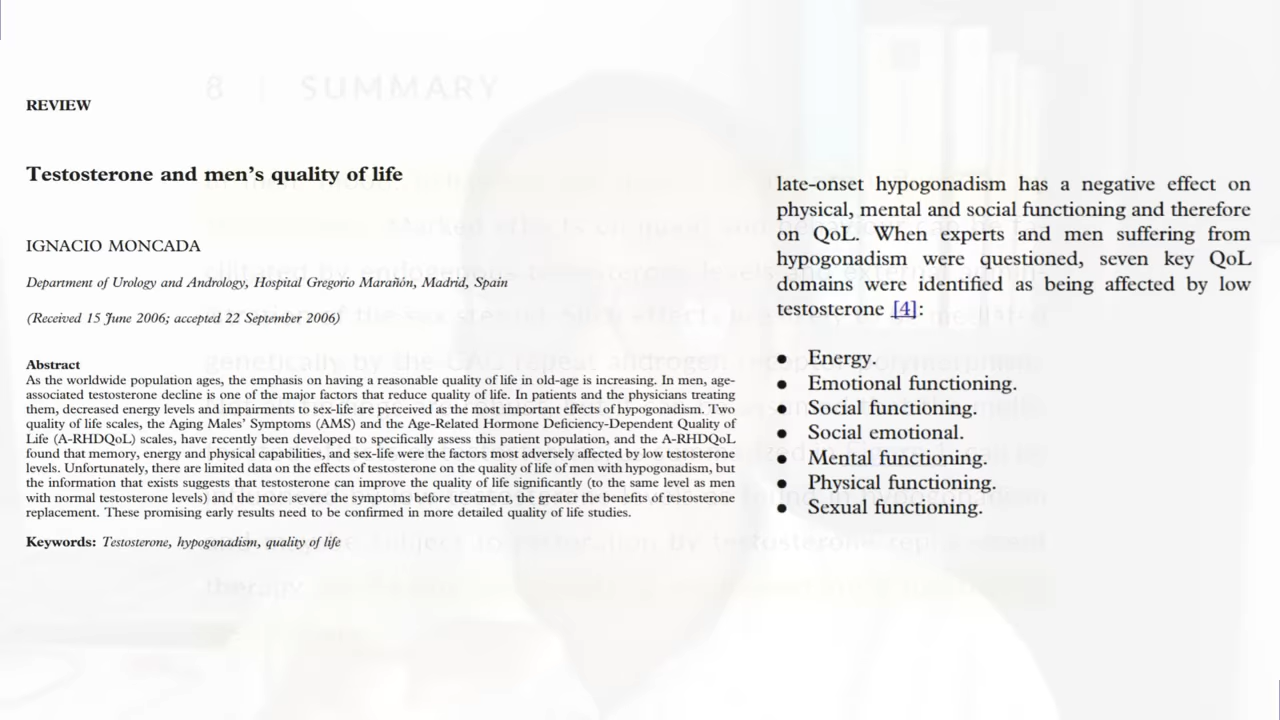 REVIEW
Testosterone and men's quality of life
IGNACIO MONCADA
Department of Urology and Andrology, Hospital Gregorio Marañón, Madrid, Spain
(Received 15 June 2006; accepted 22 September 2006)
Abstract
As the worldwide population ages, the emphasis on having a reasonable quality of life in old-age is increasing. In men, age-
associated testosterone decline is one of the major factors that reduce quality of life. In patients and the physicians treating
them, decreased energy levels and impairments to sex-life are perceived as the most important effects of hypogonadism. Two
quality of life scales, the Aging Males' Symptoms (AMS) and the Age-Related Hormone Deficiency-Dependent Quality of
Life (A-RHDQoL) scales, have recently been developed to specifically assess this patient population, and the A-RHDQoL
found that memory, energy and physical capabilities, and sex-life were the factors most adversely affected by low testosterone
levels. Unfortunately, there are limited data on the effects of testosterone on the quality of life of men with hypogonadism, but
the information that exists suggests that testosterone can improve the quality of life significantly (to the same level as men
with normal testosterone levels) and the more severe the symptoms before treatment, the greater the benefits of testosterone
replacement. These promising early results need to be confirmed in more detailed quality of life studies.
Keywords: Testosterone, hypogonadism, quality of life
late-onset hypogonadism has a negative effect on
physical, mental and social functioning and therefore
on QoL. When experts and men suffering from
hypogonadism were questioned, seven key QoL
domains were identified as being affected by low
testosterone [4]:
● Energy.
● Emotional functioning.
● Social functioning.
● Social emotional.
● Mental functioning.
● Physical functioning.
● Sexual functioning.
8 | SUMMARY